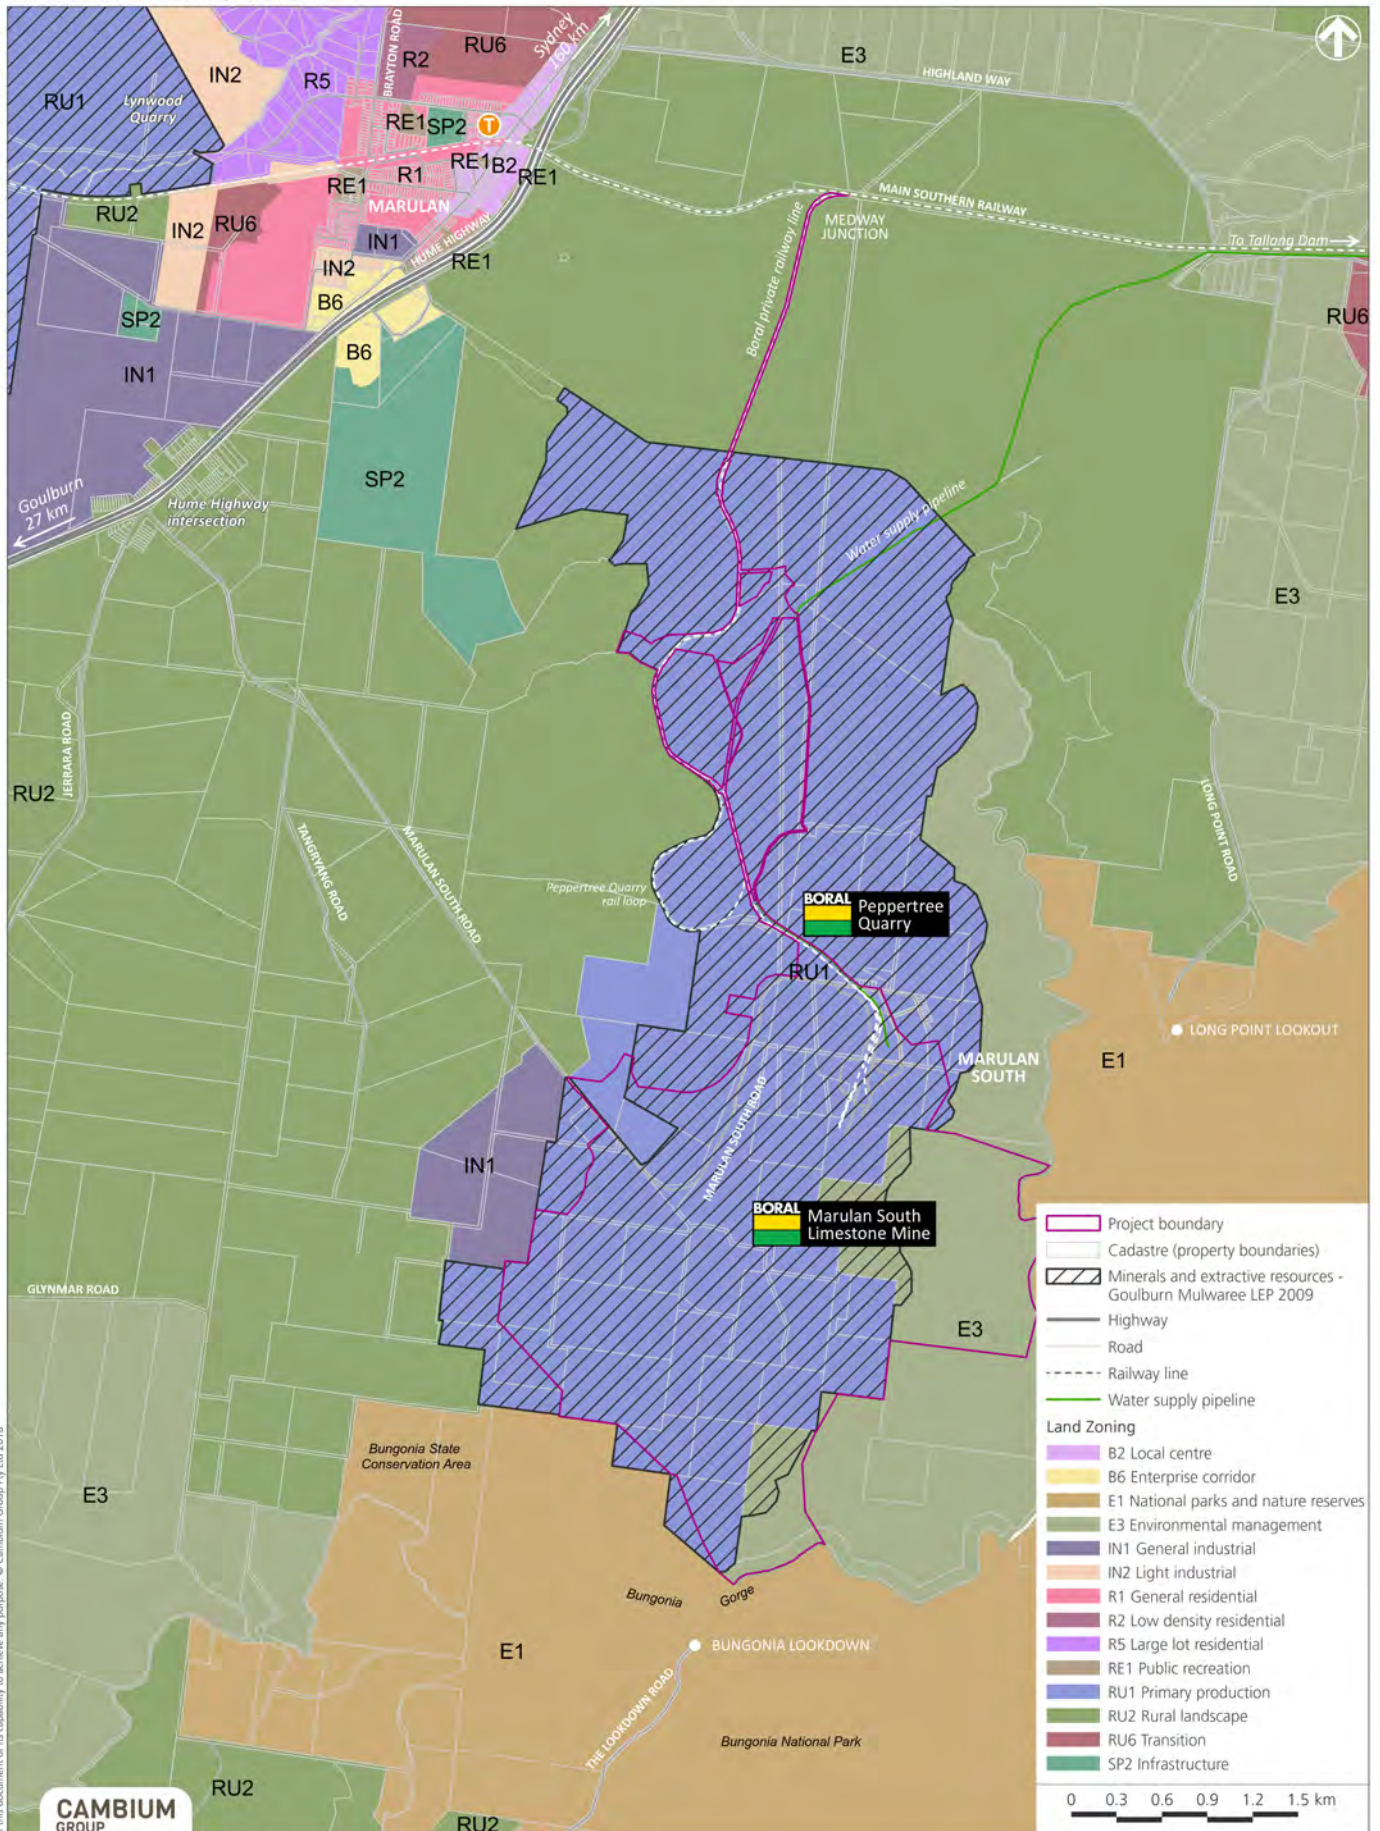 Sydney
160 km
BRAYTON ROAD
R2
RU6
E3
HIGHLAND WAY
IN2
R5
RU1
Lynwood
Quarry
RE1
SP2
T
RE1
B2
RE1
R1
RE1
MARULAN
RU2
IN2
RU6
IN1
HUME HIGHWAY
RE1
IN2
B6
MAIN SOUTHERN RAILWAY
MEDWAY
JUNCTION
To Tallong Dam
Boral private railway line
RU6
SP2
B6
IN1
SP2
Goulburn
27 km
Hume Highway
intersection
Water supply pipeline
E3
JERRARA ROAD
RU2
TANGRYANG ROAD
MARULAN SOUTH ROAD
LONG POINT ROAD
Peppertree Quarry
rail loop
BORAL
Peppertree
Quarry
RU1
LONG POINT LOOKOUT
MARULAN
SOUTH
E1
MARULAN SOUTH ROAD
IN1
BORAL
Marulan South
Limestone Mine
GLYNMAR ROAD
E3
Bungonia State
Conservation Area
E3
Bungonia
Gorge
E1
BUNGONIA LOOKDOWN
THE LOOKDOWN ROAD
Bungonia National Park
RU2
RU2
CAMBIUM
GROUP
Project boundary
Cadastre (property boundaries)
Minerals and extractive resources -
Goulburn Mulwaree LEP 2009
Highway
Road
Railway line
Water supply pipeline
Land Zoning
B2 Local centre
B6 Enterprise corridor
E1 National parks and nature reserves
E3 Environmental management
IN1 General industrial
IN2 Light industrial
R1 General residential
R2 Low density residential
R5 Large lot residential
RE1 Public recreation
RU1 Primary production
RU2 Rural landscape
RU6 Transition
SP2 Infrastructure
0 0.3 0.6 0.9 1.2 1.5 km